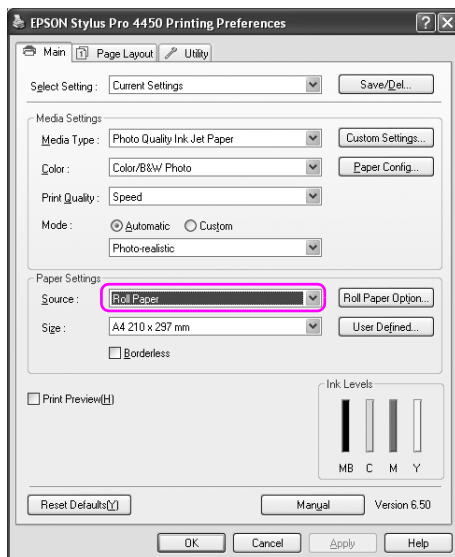 EPSON Stylus Pro 4450 Printing Preferences
Main Page Layout Utility
Select Setting : Current Settings Save/Del...
Media Settings
Media Type : Photo Quality Ink Jet Paper Custom Settings...
Color : Color/B&W Photo Paper Config...
Print Quality : Speed
Mode : Automatic Custom
Photo-realistic
Paper Settings
Source : Roll Paper Roll Paper Option...
Size : A4 210 x 297 mm User Defined...
Borderless
Print Preview(H)
Ink Levels
MB C M Y
Reset Defaults(Y) Manual Version 6.50
OK Cancel Apply Help